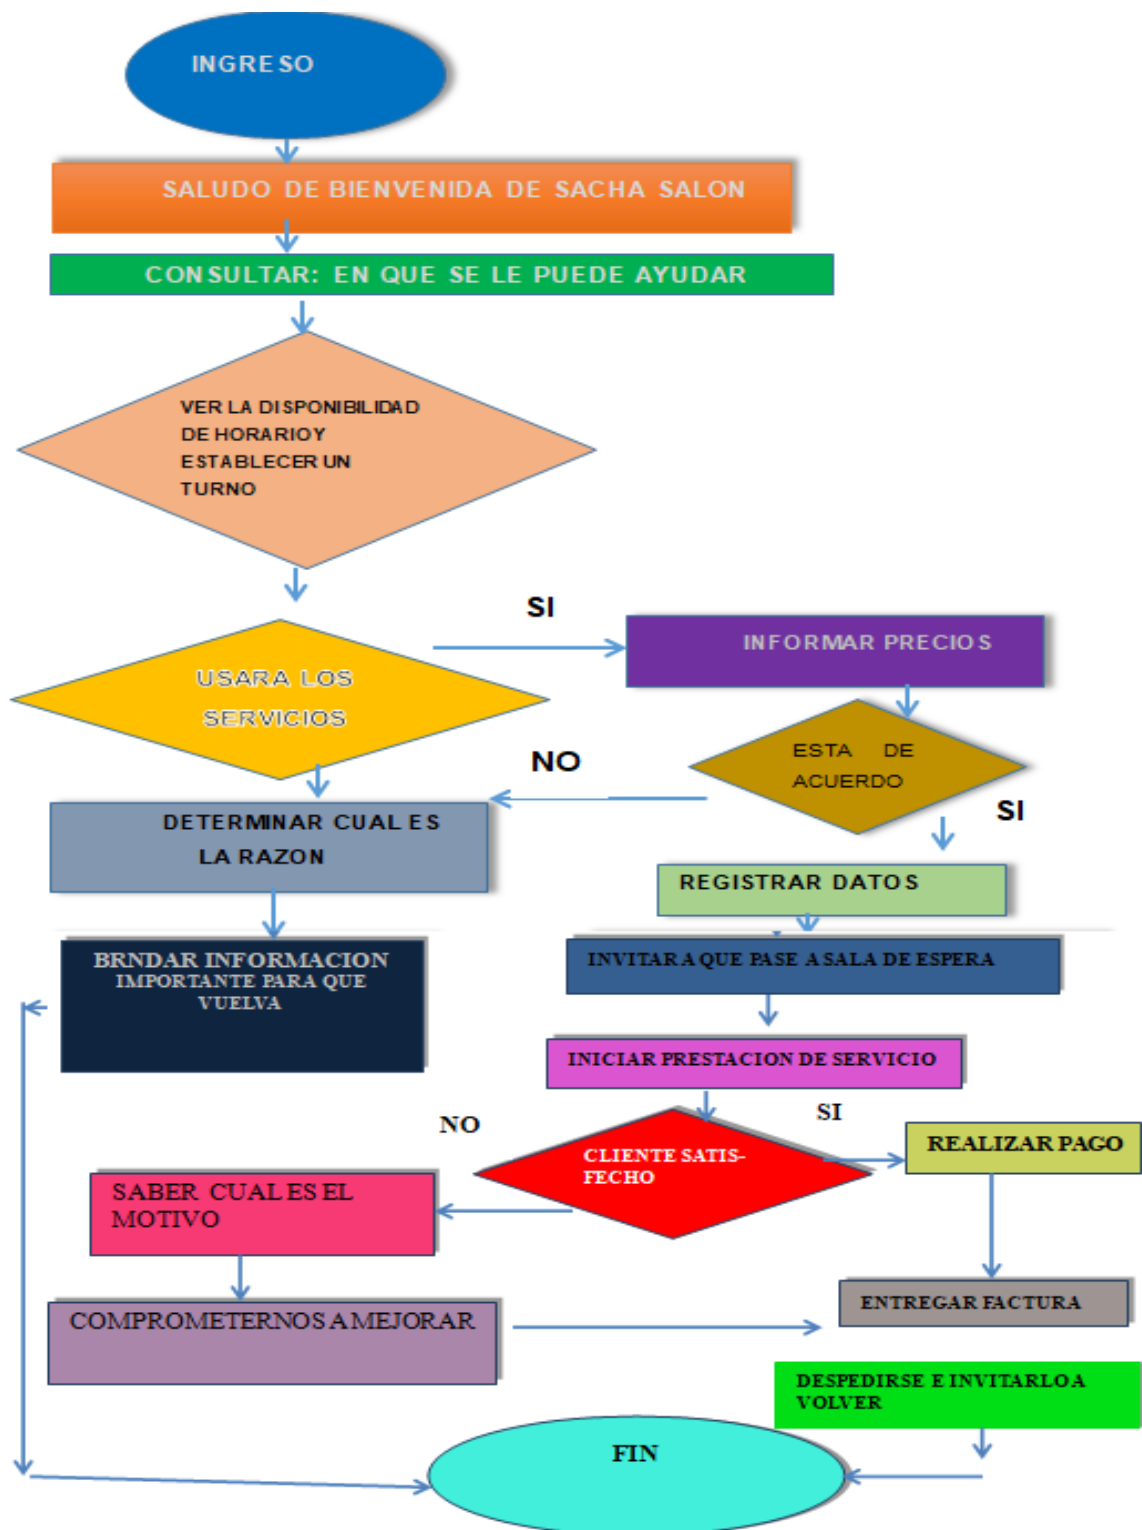 INGRESO
SALUDO DE BIENVENIDA DE SACHA SALON
CONSULTAR: EN QUE SE LE PUEDE AYUDAR
VER LA DISPONIBILIDAD
DE HORARIOY
ESTABLECER UN
TURNO
SI
INFORMAR PRECIOS
USARA LOS
SERVICIOS
ESTA DE
ACUERDO
NO
SI
DETERMINAR CUAL ES
LA RAZON
REGISTRAR DATOS
BRNDAR INFORMACION
IMPORTANTE PARA QUE
VUELVA
INVITAR A QUE PASE A SALA DE ESPERA
INICIAR PRESTACION DE SERVICIO
NO
SI
CLIENTE SATIS-
FECHO
REALIZAR PAGO
SABER CUAL ES EL
MOTIVO
ENTREGAR FACTURA
COMPROMETERNOS A MEJORAR
DESPEDIRSE E INVITARLO A
VOLVER
FIN